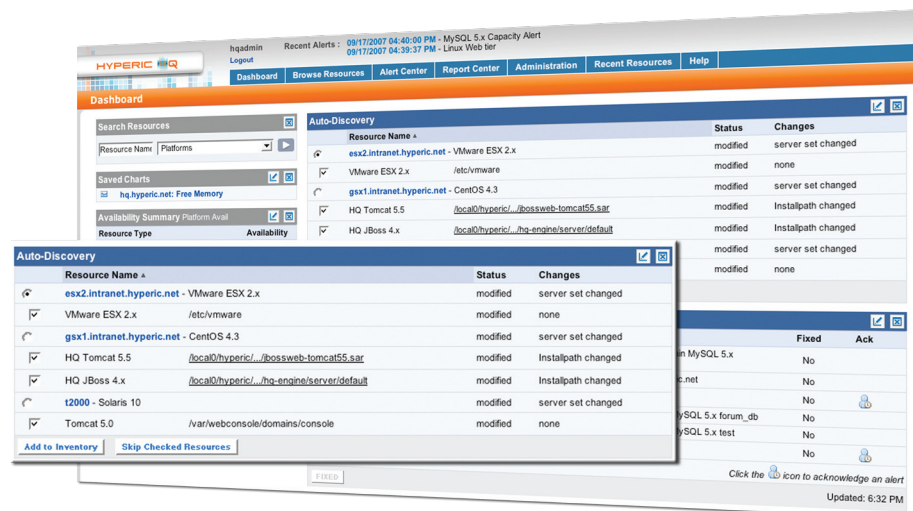 HYPERIC HQ
hqadmin
Logout
Recent Alerts : 09/17/2007 04:40:00 PM - MySQL 5.x Capacity Alert
09/17/2007 04:39:37 PM - Linux Web tier
Dashboard Browse Resources Alert Center Report Center Administration Recent Resources Help
Dashboard
Search Resources
Resource Name Platforms
Saved Charts
hq.hyperic.net: Free Memory
Availability Summary Platform Avail
Resource Type Availability
Auto-Discovery
Resource Name Status Changes
esx2.intranet.hyperic.net - VMware ESX 2.x modified server set changed
VMware ESX 2.x /etc/vmware modified none
gsx1.intranet.hyperic.net - CentOS 4.3 modified server set changed
HQ Tomcat 5.5 /local0/hyperic/.../jbossweb-tomcat55.sar modified Installpath changed
HQ JBoss 4.x /local0/hyperic/.../hq-engine/server/default modified Installpath changed
modified server set changed
modified none
Auto-Discovery
Resource Name Status Changes
esx2.intranet.hyperic.net - VMware ESX 2.x modified server set changed
VMware ESX 2.x /etc/vmware modified none
gsx1.intranet.hyperic.net - CentOS 4.3 modified server set changed
HQ Tomcat 5.5 /local0/hyperic/.../jbossweb-tomcat55.sar modified Installpath changed
HQ JBoss 4.x /local0/hyperic/.../hq-engine/server/default modified Installpath changed
t2000 - Solaris 10 modified server set changed
Tomcat 5.0 /var/webconsole/domains/console modified none
Add to Inventory Skip Checked Resources
Fixed Ack
in MySQL 5.x No
ic.net No
No
MySQL 5.x forum_db No
MySQL 5.x test No
No
FIXED
Click the icon to acknowledge an alert
Updated: 6:32 PM